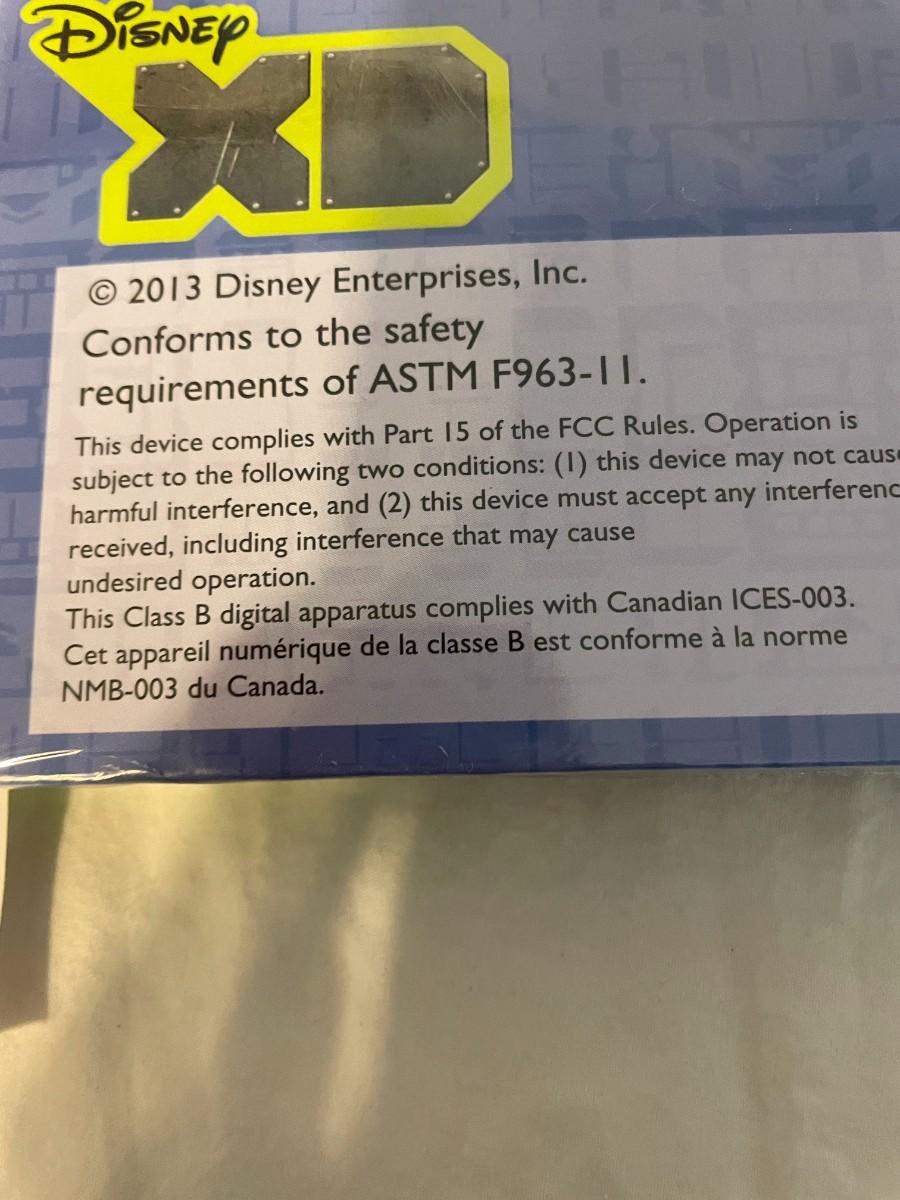 Disney
XD
© 2013 Disney Enterprises, Inc.
Conforms to the safety
requirements of ASTM F963-11.
This device complies with Part 15 of the FCC Rules. Operation is
subject to the following two conditions: (1) this device may not cause
harmful interference, and (2) this device must accept any interferenc
received, including interference that may cause
undesired operation.
This Class B digital apparatus complies with Canadian ICES-003.
Cet appareil numérique de la classe B est conforme à la norme
NMB-003 du Canada.